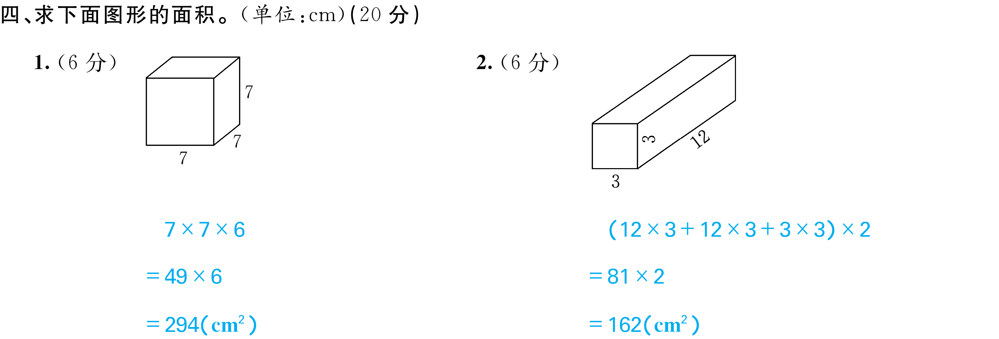 四、求下面图形的面积。（单位:cm）(20 分)
1.（6 分）
7
7
7
7×7×6
=49×6
=294(cm²)
2.（6 分）
3
12
3
(12×3+12×3+3×3)×2
=81×2
=162(cm²)